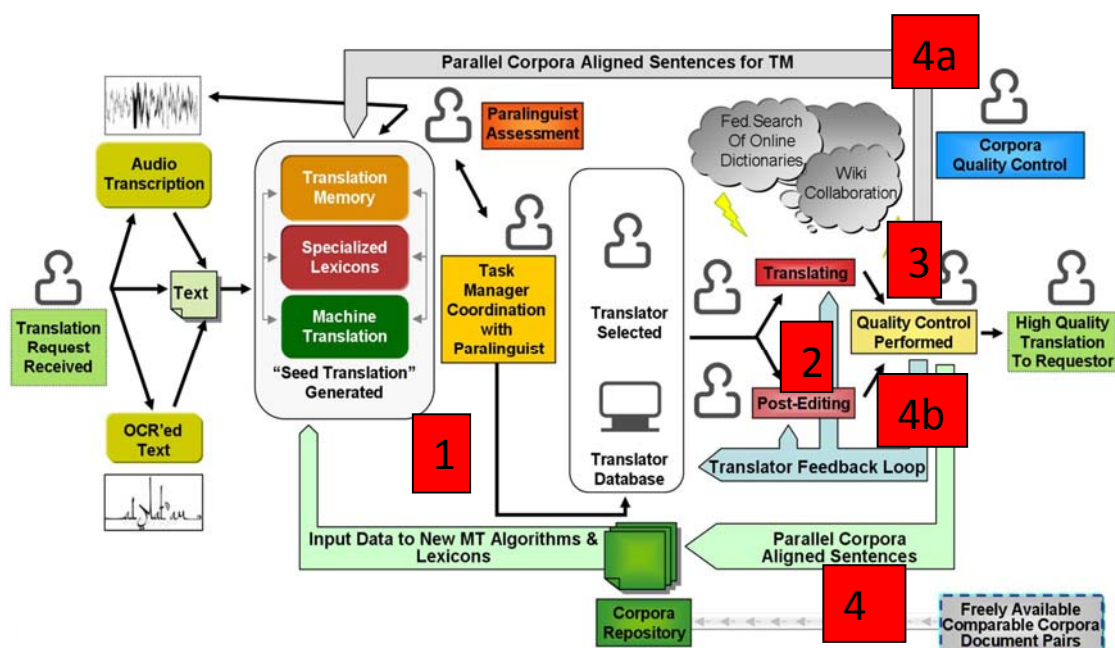 4a
Parallel Corpora Aligned Sentences for TM
Paralinguist
Assessment
Fed.Search
Of Online
Dictionaries
Wiki
Collaboration
Corpora
Quality Control
Audio
Transcription
Translation
Memory
Specialized
Lexicons
Machine
Translation
"Seed Translation"
Generated
Text
Translation
Request
Received
OCR'ed
Text
Task
Manager
Coordination
with
Paralinguist
Translator
Selected
Translator
Database
Translating
3
2
Post-Editing
Quality Control
Performed
High Quality
Translation
To Requestor
4b
1
Translator Feedback Loop
Input Data to New MT Algorithms &
Lexicons
Parallel Corpora
Aligned Sentences
4
Corpora
Repository
Freely Available
Comparable Corpora
Document Pairs